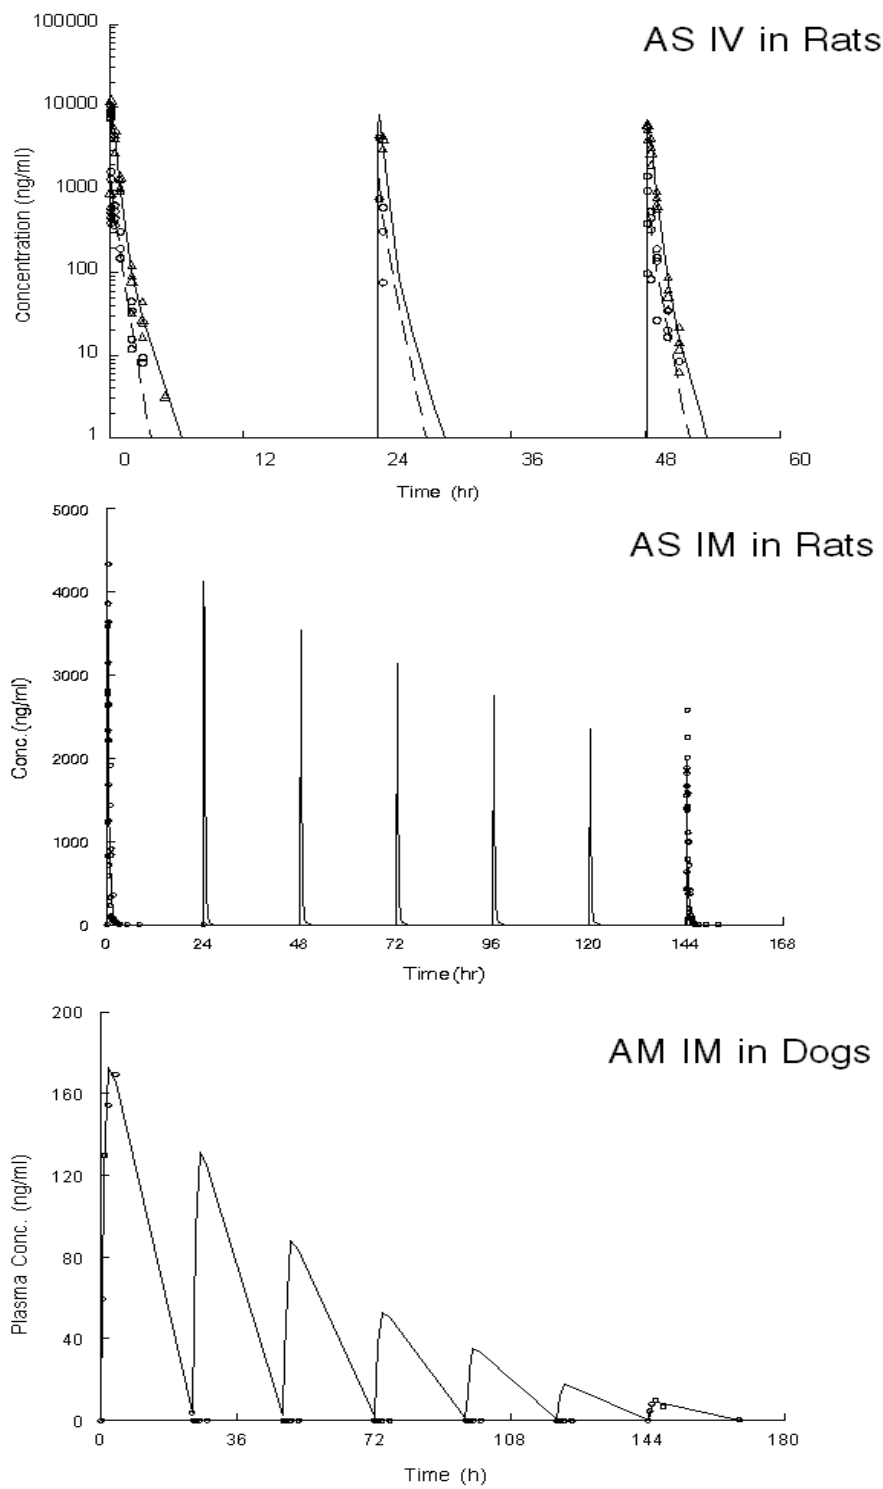 AS IV in Rats
100000
10000
1000
100
10
1
Concentration (ng/ml)
0 12 24 36 48 60
Time (hr)
AS IM in Rats
5000
4000
3000
2000
1000
0
Conc.(ng/ml)
0 24 48 72 96 120 144 168
Time(hr)
AM IM in Dogs
200
160
120
80
40
0
Plasma Conc. (ng/ml)
0 36 72 108 144 180
Time (h)